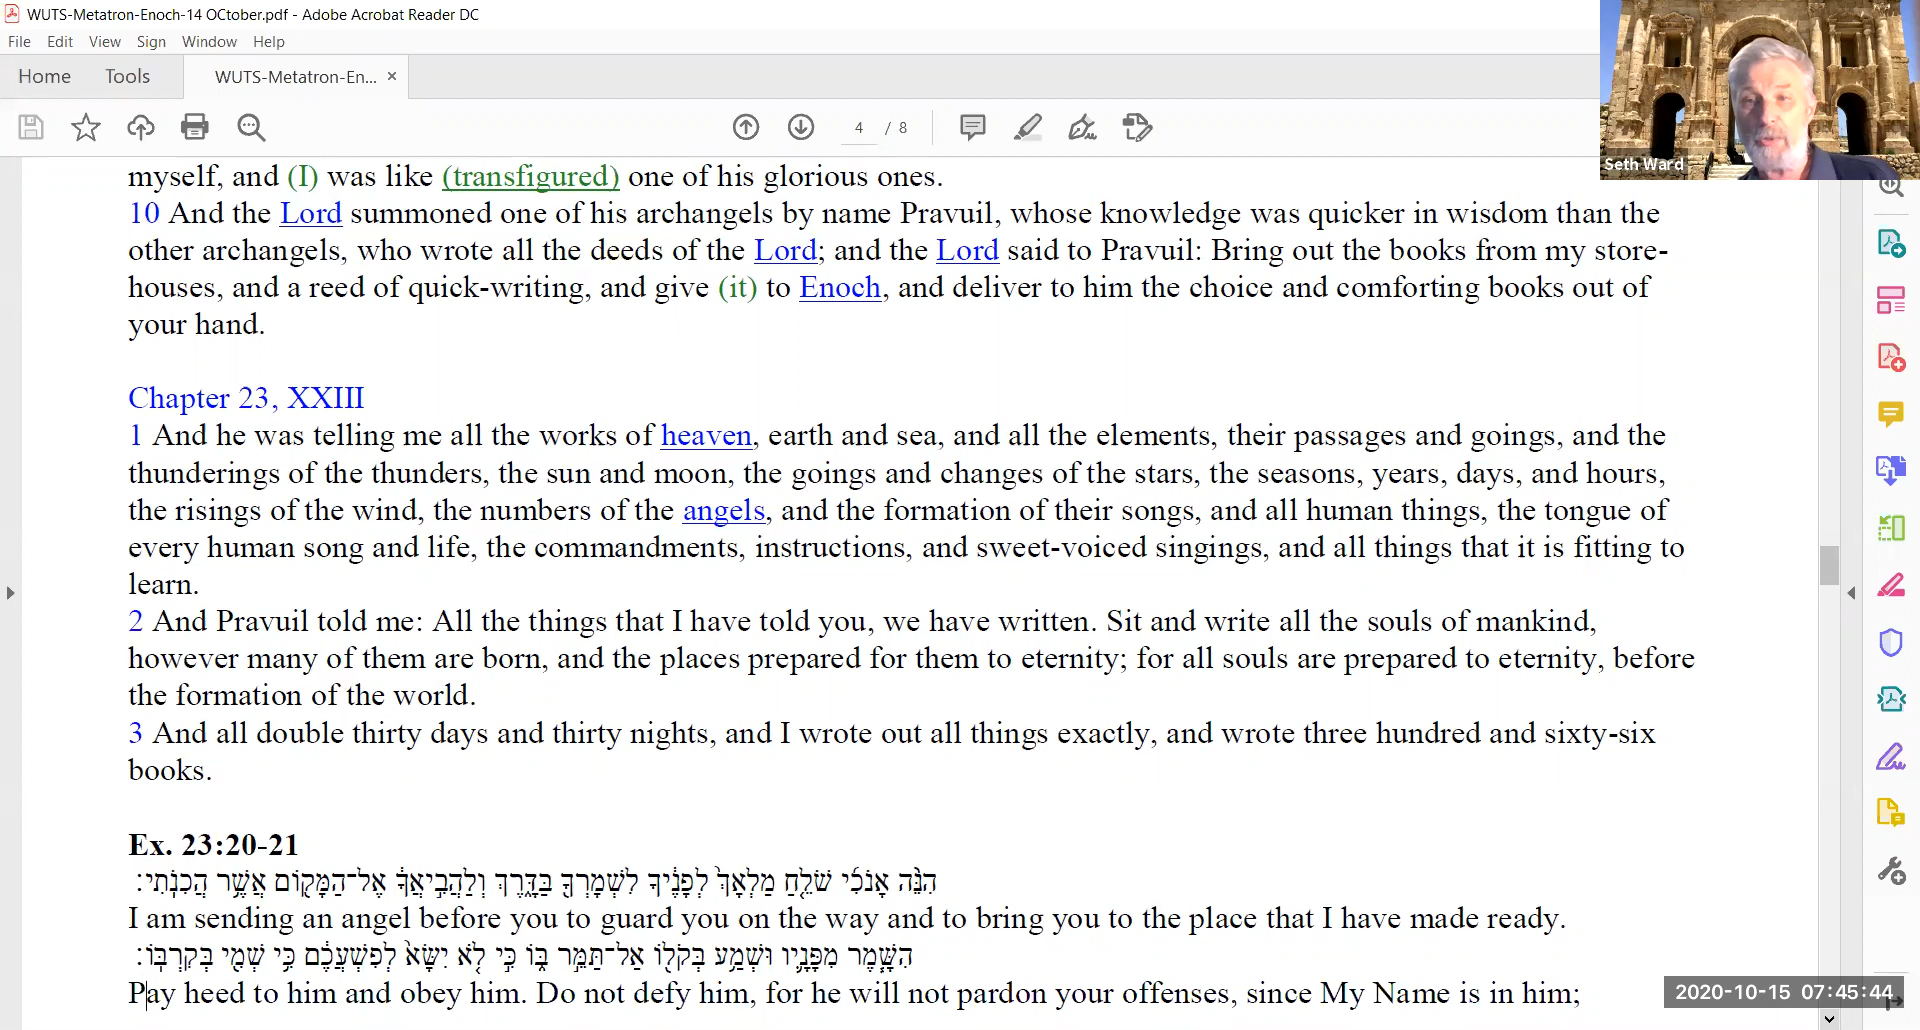 WUTS-Metatron-Enoch-14 OCtober.pdf - Adobe Acrobat Reader DC
File Edit View Sign Window Help
Home Tools WUTS-Metatron-En... ×
4 / 8
Seth Ward
myself, and (I) was like (transfigured) one of his glorious ones.
10 And the Lord summoned one of his archangels by name Pravuil, whose knowledge was quicker in wisdom than the
other archangels, who wrote all the deeds of the Lord; and the Lord said to Pravuil: Bring out the books from my store-
houses, and a reed of quick-writing, and give (it) to Enoch, and deliver to him the choice and comforting books out of
your hand.
Chapter 23, XXIII
1 And he was telling me all the works of heaven, earth and sea, and all the elements, their passages and goings, and the
thunderings of the thunders, the sun and moon, the goings and changes of the stars, the seasons, years, days, and hours,
the risings of the wind, the numbers of the angels, and the formation of their songs, and all human things, the tongue of
every human song and life, the commandments, instructions, and sweet-voiced singings, and all things that it is fitting to
learn.
2 And Pravuil told me: All the things that I have told you, we have written. Sit and write all the souls of mankind,
however many of them are born, and the places prepared for them to eternity; for all souls are prepared to eternity, before
the formation of the world.
3 And all double thirty days and thirty nights, and I wrote out all things exactly, and wrote three hundred and sixty-six
books.
Ex. 23:20-21
הִנֵּ֨ה אָנֹכִ֜י שֹׁלֵ֤חַ מַלְאָךְ֙ לְפָנֶ֔יךָ לִשְׁמָרְךָ֖ בַּדָּ֑רֶךְ וְלַהֲבִ֣יאֲךָ֔ אֶל־הַמָּק֖וֹם אֲשֶׁ֥ר הֲכִנֹֽתִי׃
I am sending an angel before you to guard you on the way and to bring you to the place that I have made ready.
הִשָּׁ֧מֶר מִפָּנָ֛יו וּשְׁמַ֥ע בְּקֹל֖וֹ אַל־תַּמֵּ֣ר בּ֑וֹ כִּ֣י לֹ֤א יִשָּׂא֙ לְפִשְׁעֲכֶ֔ם כִּ֥י שְׁמִ֖י בְּקִרְבּֽוֹ׃
Pay heed to him and obey him. Do not defy him, for he will not pardon your offenses, since My Name is in him;
2020-10-15 07:45:44